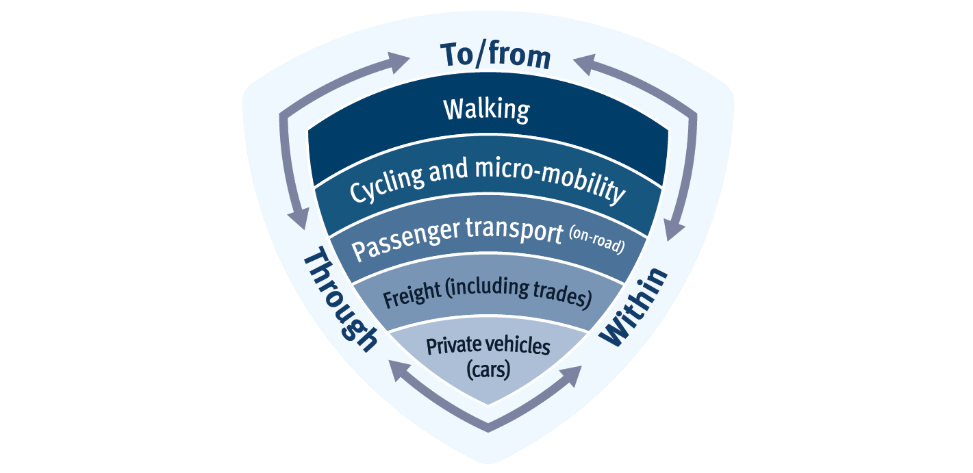 To/from
Walking
Cycling and micro-mobility
Passenger transport (on-road)
Freight (including trades)
Private vehicles
(cars)
Through
Within